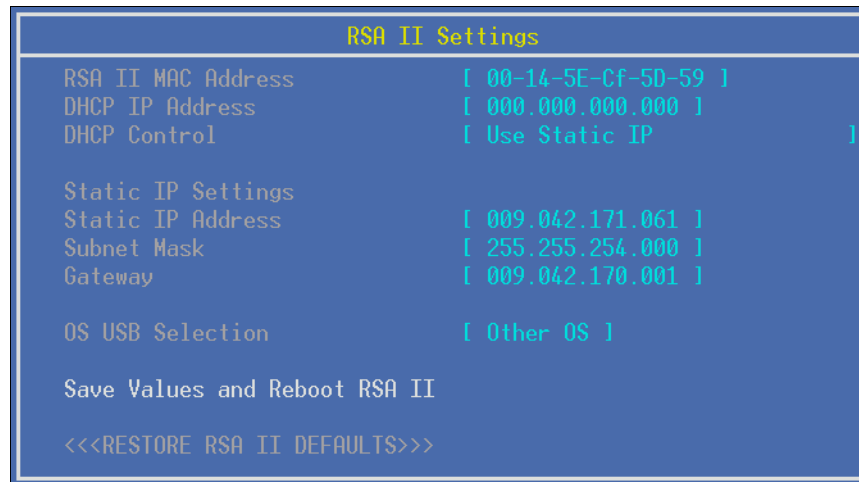 RSA II Settings
RSA II MAC Address [ 00-14-5E-Cf-5D-59 ]
DHCP IP Address [ 000.000.000.000 ]
DHCP Control [ Use Static IP ]
Static IP Settings
Static IP Address [ 009.042.171.061 ]
Subnet Mask [ 255.255.254.000 ]
Gateway [ 009.042.170.001 ]
OS USB Selection [ Other OS ]
Save Values and Reboot RSA II
<<<RESTORE RSA II DEFAULTS>>>